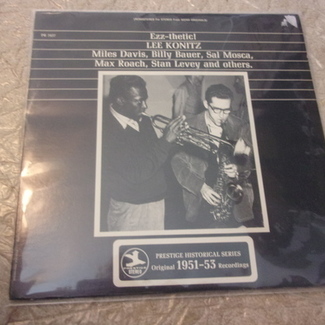 Ezz-thetic!
LEE KONITZ
Miles Davis, Billy Bauer, Sal Mosca,
Max Roach, Stan Levey and others.
PRESTIGE HISTORICAL SERIES
Original 1951-53 Recordings